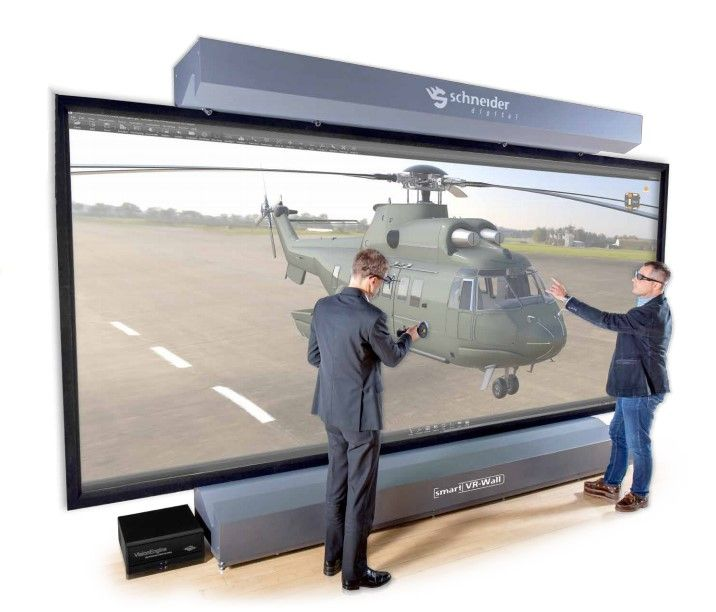 schneider
digital
smart VR-Wall
VisionEngine